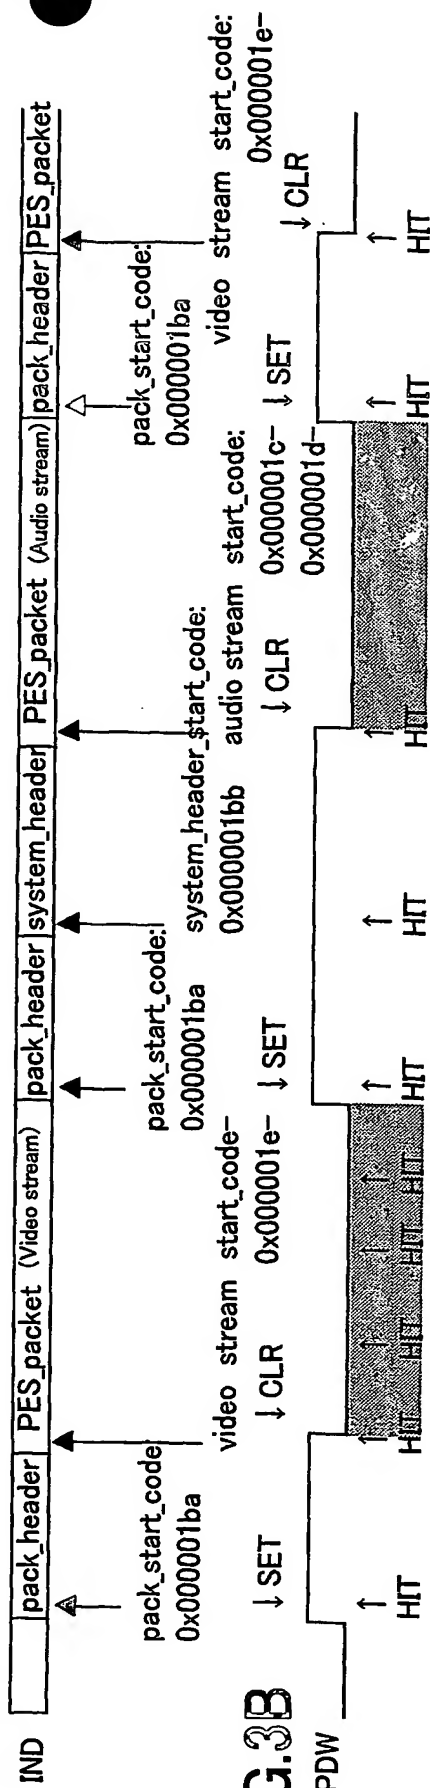 IND
pack_header
PES_packet (Video stream)
pack_header
system_header
PES_packet (Audio stream)
pack_header
PES_packet
pack_start_code:
0x000001ba
video stream start_code-
0x000001e-
pack_start_code:
0x000001ba
system_header_start_code:
0x000001bb
audio stream start_code:
0x000001c-
0x000001d-
pack_start_code:
0x000001ba
video stream start_code:
0x000001e-
G.3B
↓ SET
↓ CLR
↓ SET
↓ CLR
↓ SET
↓ CLR
PDW
↑ HIT
↑ HIT
↑ HIT
↑ HIT
↑ HIT
↑ HIT
↑ HIT
↑ HIT
↑ HIT
↑ HIT